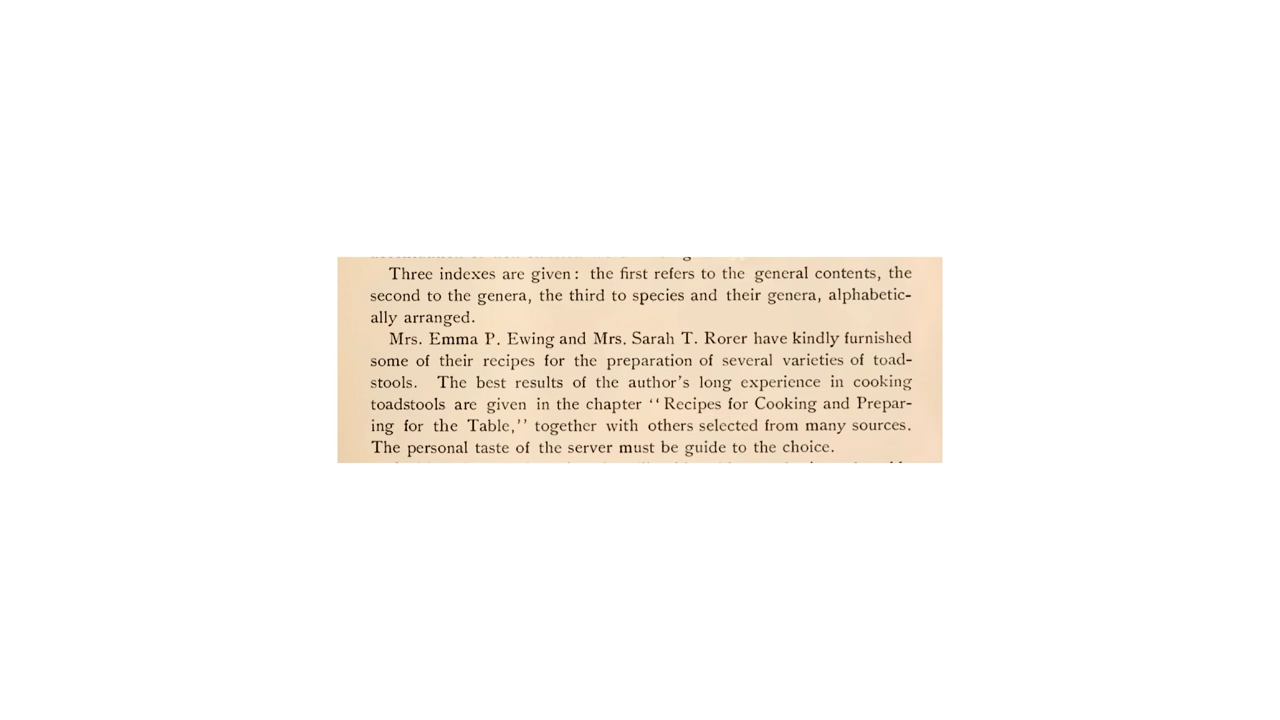 Three indexes are given: the first refers to the general contents, the
second to the genera, the third to species and their genera, alphabetic-
ally arranged.
Mrs. Emma P. Ewing and Mrs. Sarah T. Rorer have kindly furnished
some of their recipes for the preparation of several varieties of toad-
stools. The best results of the author's long experience in cooking
toadstools are given in the chapter "Recipes for Cooking and Prepar-
ing for the Table," together with others selected from many sources.
The personal taste of the server must be guide to the choice.